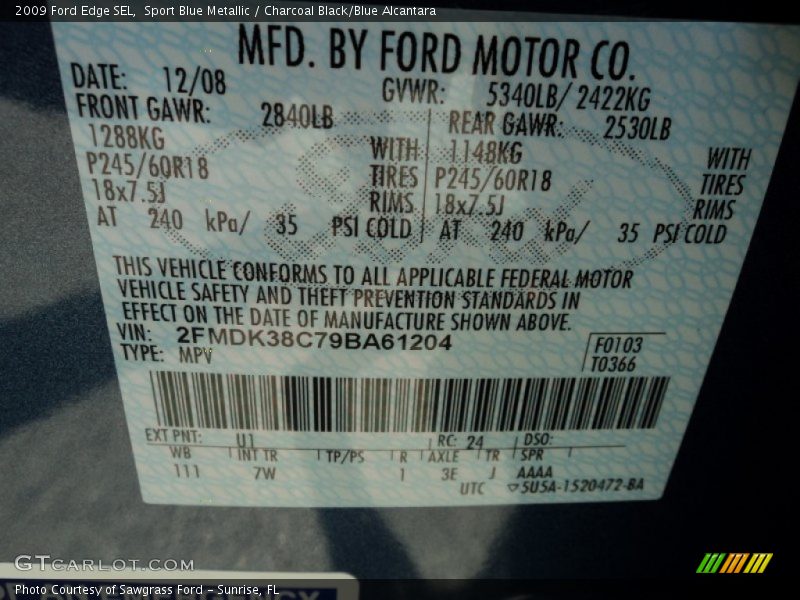 2009 Ford Edge SEL, Sport Blue Metallic / Charcoal Black/Blue Alcantara
MFD. BY FORD MOTOR CO.
DATE: 12/08 GVWR: 5340LB/ 2422KG
FRONT GAWR: 2840LB REAR GAWR: 2530LB
1288KG WITH 1148KG WITH
P245/60R18 TIRES P245/60R18 TIRES
18x7.5J RIMS 18x7.5J RIMS
AT 240 kPa/ 35 PSI COLD AT 240 kPa/ 35 PSI COLD
THIS VEHICLE CONFORMS TO ALL APPLICABLE FEDERAL MOTOR
VEHICLE SAFETY AND THEFT PREVENTION STANDARDS IN
EFFECT ON THE DATE OF MANUFACTURE SHOWN ABOVE.
VIN: 2FMDK38C79BA61204 F0103
TYPE: MPV T0366
EXT PNT: U1 RC: 24 DSO:
WB INT TR TP/PS R AXLE TR SPR
111 7W 1 3E J AAAA
UTC ▽5U5A-1520472-BA
GTCARLOT.COM
Photo Courtesy of Sawgrass Ford - Sunrise, FL